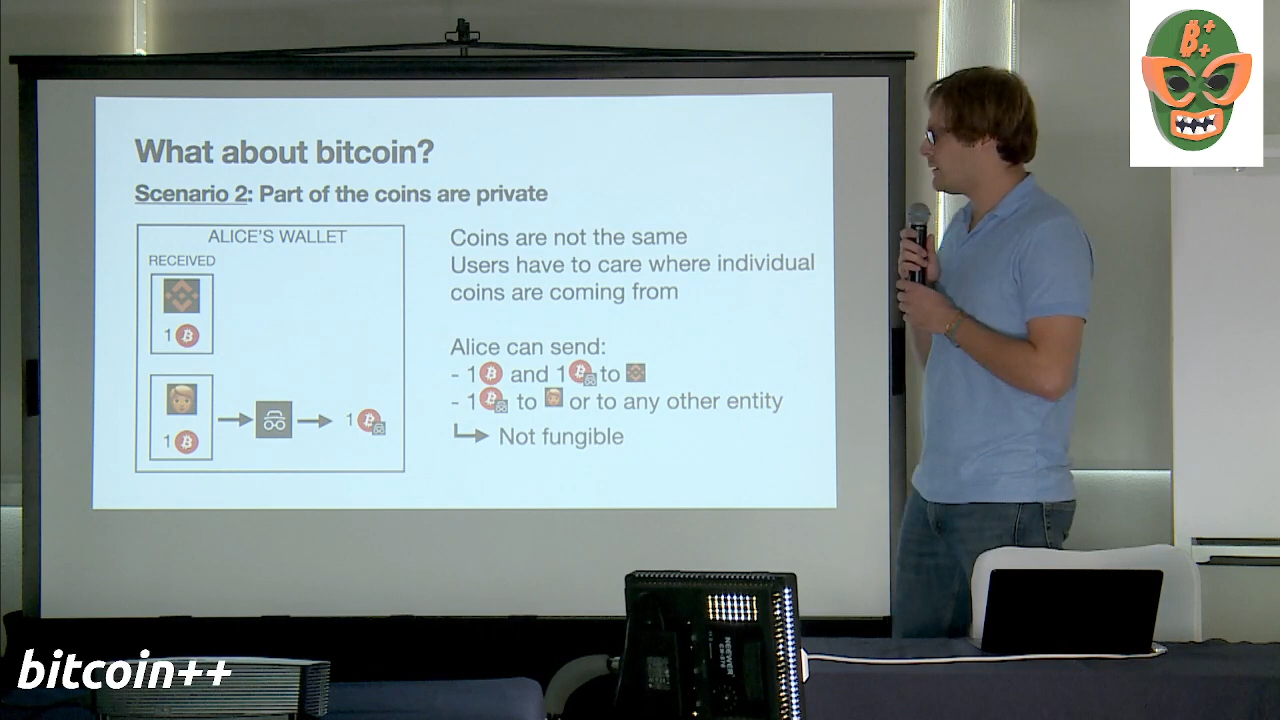 What about bitcoin?
Scenario 2: Part of the coins are private
ALICE'S WALLET
RECEIVED
1
1
1
Coins are not the same
Users have to care where individual
coins are coming from
Alice can send:
- 1 and 1 to
- 1 to or to any other entity
Not fungible
NEEWER
bitcoin++